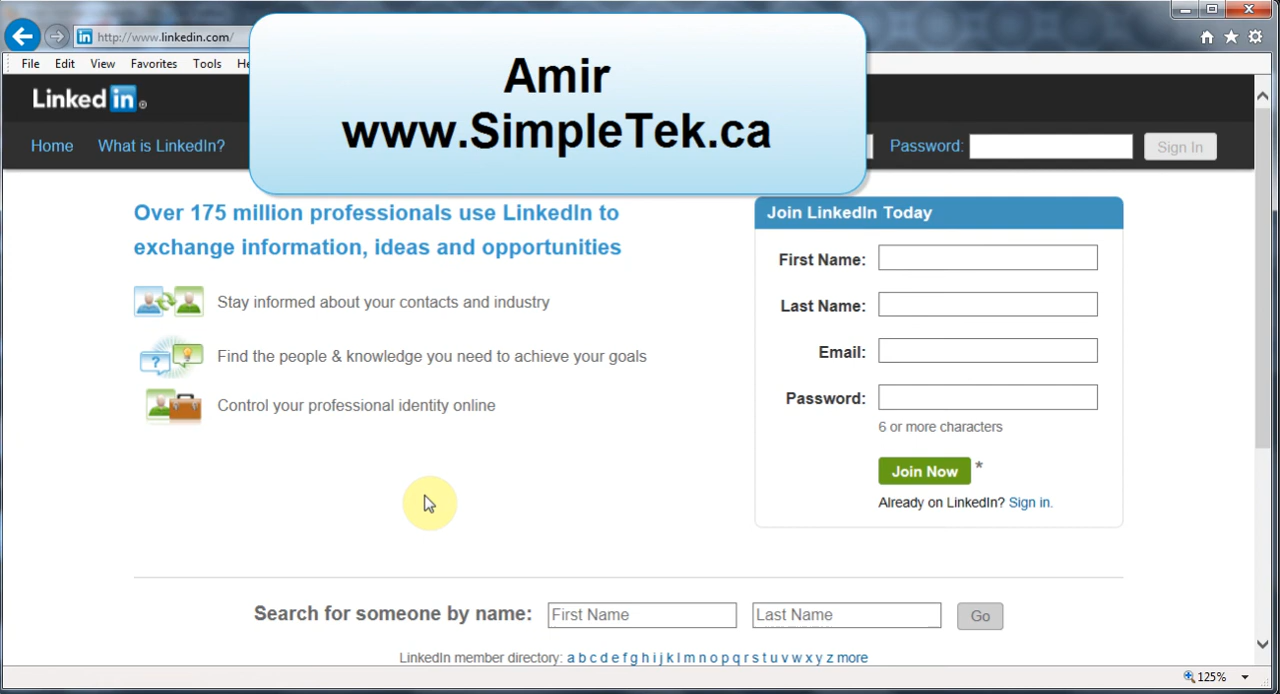 http://www.linkedin.com/
File Edit View Favorites Tools
Amir
www.SimpleTek.ca
Linked in ®
Home What is LinkedIn? Password: Sign In
Over 175 million professionals use LinkedIn to
exchange information, ideas and opportunities
Stay informed about your contacts and industry
Find the people & knowledge you need to achieve your goals
Control your professional identity online
Join LinkedIn Today
First Name:
Last Name:
Email:
Password:
6 or more characters
Join Now *
Already on LinkedIn? Sign in.
Search for someone by name: First Name Last Name Go
LinkedIn member directory: a b c d e f g h i j k l m n o p q r s t u v w x y z more
125%